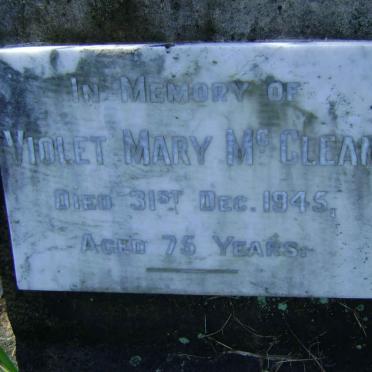 In Memory of
Violet Mary McClean
Died 31st Dec. 1945,
Aged 75 Years.